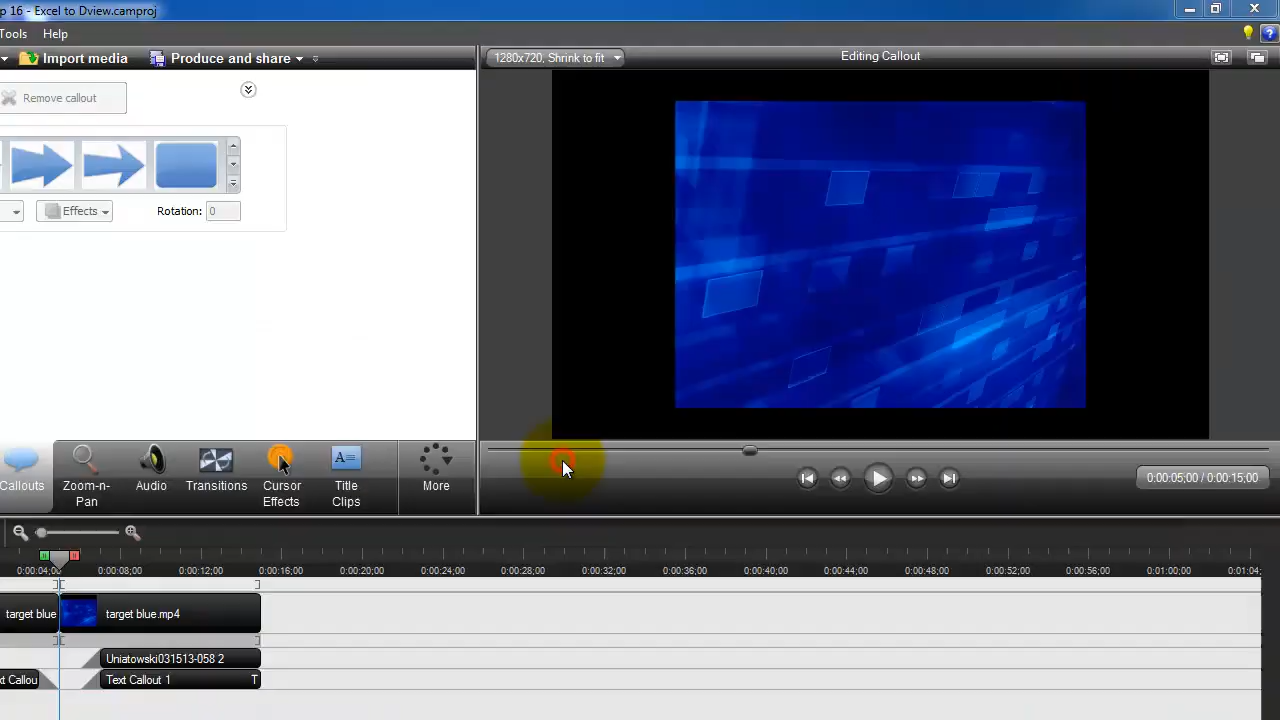 p 16 - Excel to Dview.camproj
Tools Help
Import media Produce and share
1280x720, Shrink to fit
Editing Callout
Remove callout
Effects Rotation: 0
Callouts
Zoom-n-Pan
Audio
Transitions
Cursor Effects
Title Clips
More
0:00:05;00 / 0:00:15;00
0:00:04;00 0:00:08;00 0:00:12;00 0:00:16;00 0:00:20;00 0:00:24;00 0:00:28;00 0:00:32;00 0:00:36;00 0:00:40;00 0:00:44;00 0:00:48;00 0:00:52;00 0:00:56;00 0:01:00;00 0:01:04;
target blue target blue.mp4
Uniatowski031513-058 2
xt Callou Text Callout 1 T